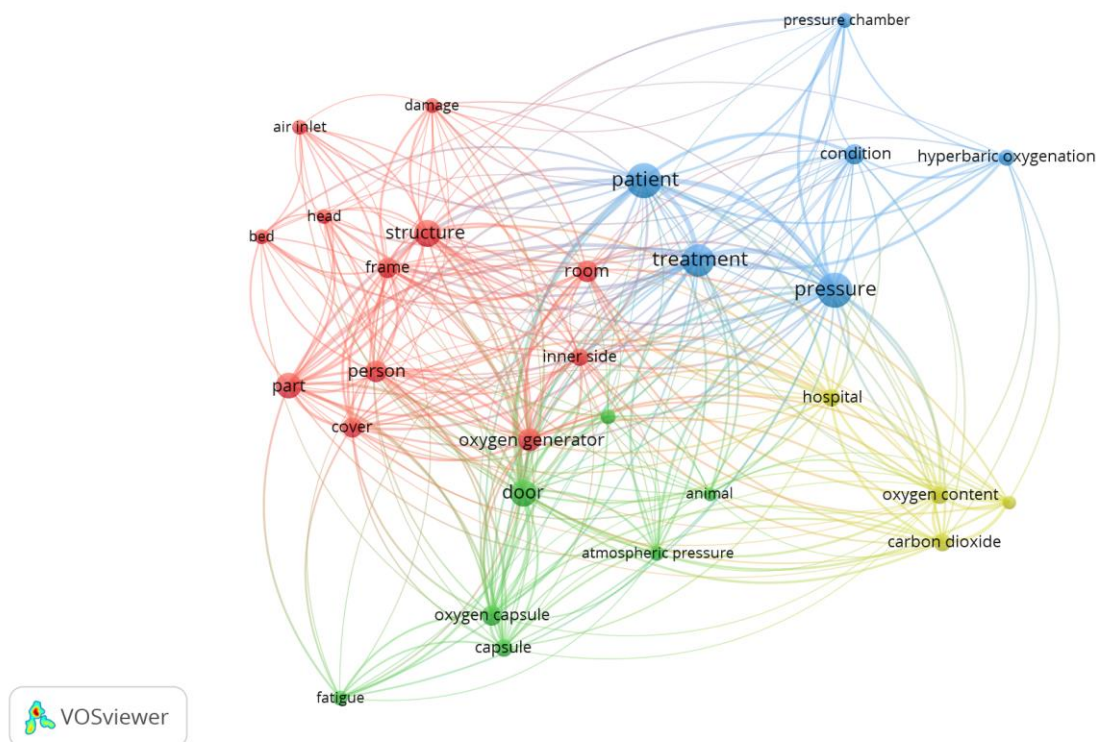 pressure chamber
damage
air inlet
condition
hyperbaric oxygenation
patient
head
structure
bed
treatment
frame
room
pressure
inner side
person
part
hospital
cover
oxygen generator
door
animal
oxygen content
carbon dioxide
atmospheric pressure
oxygen capsule
capsule
fatigue
VOSviewer